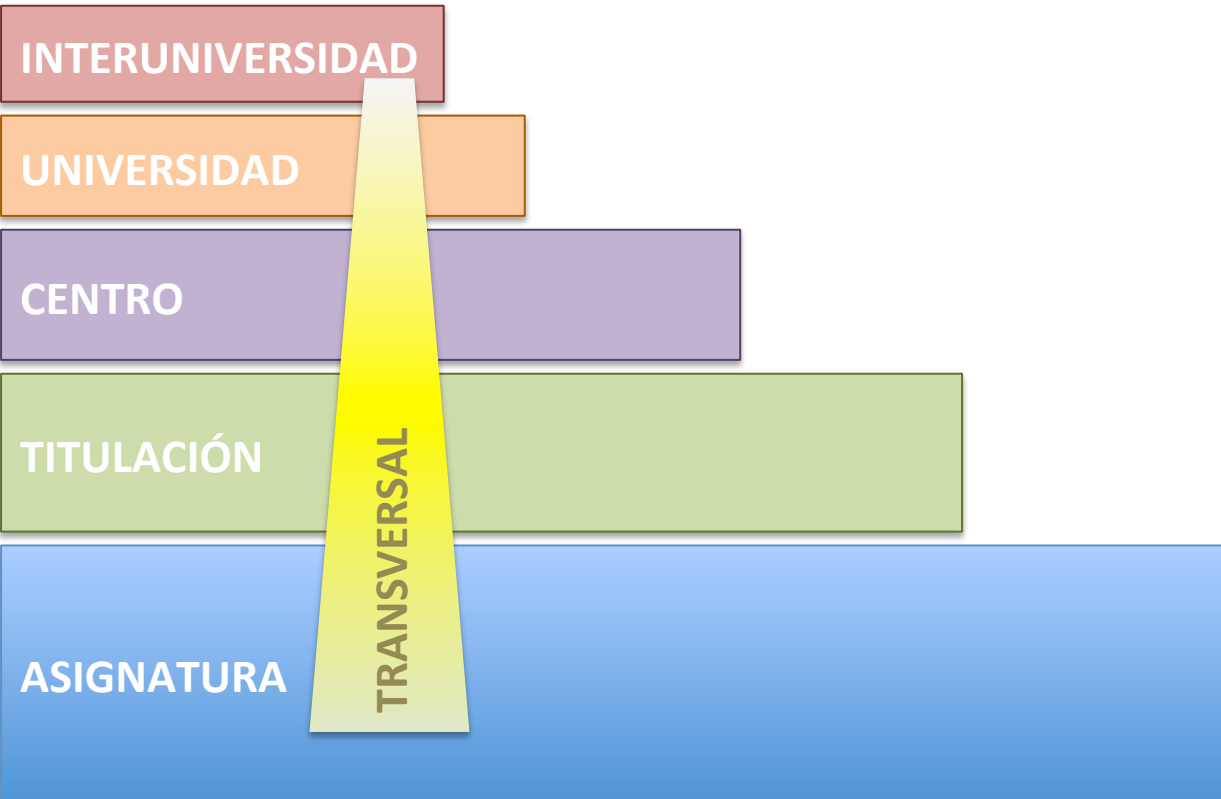 INTERUNIVERSIDAD
UNIVERSIDAD
CENTRO
TITULACIÓN
TRANSVERSAL
ASIGNATURA